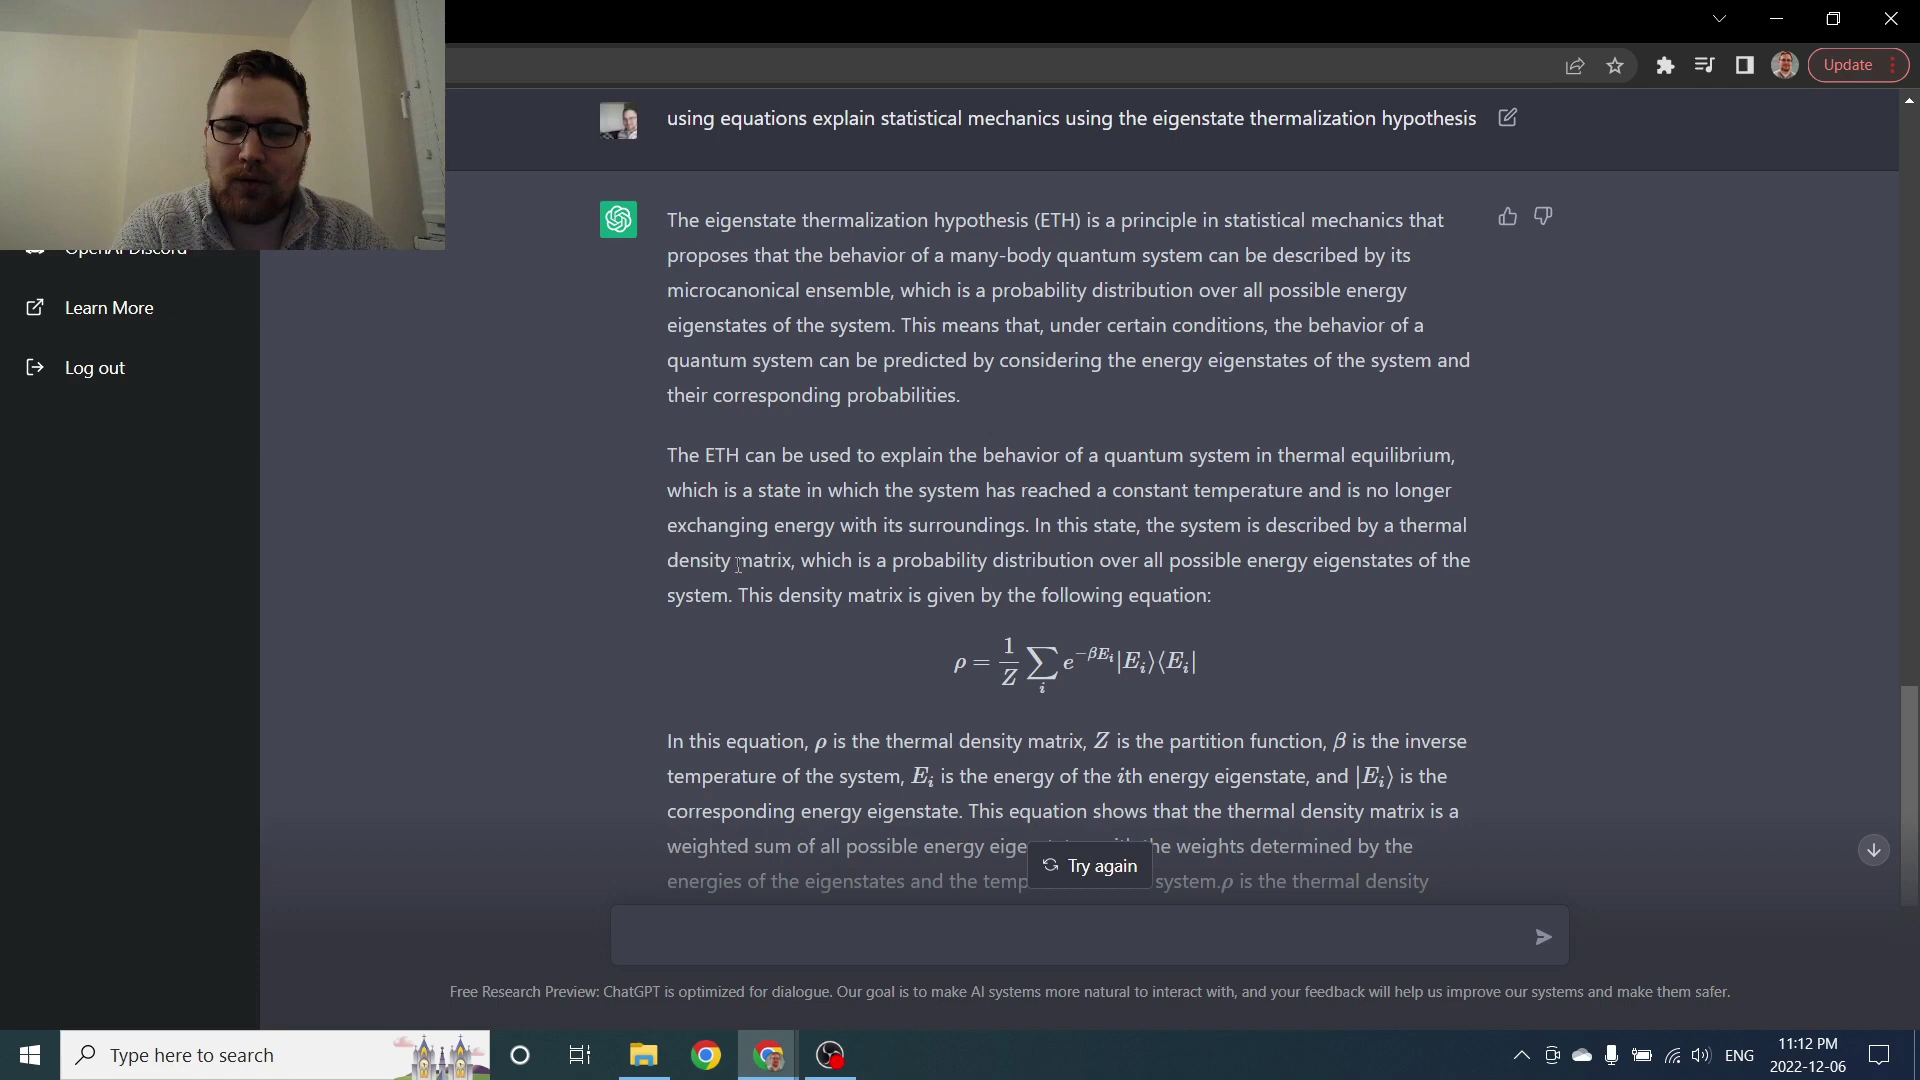 Update
using equations explain statistical mechanics using the eigenstate thermalization hypothesis
The eigenstate thermalization hypothesis (ETH) is a principle in statistical mechanics that
proposes that the behavior of a many-body quantum system can be described by its
microcanonical ensemble, which is a probability distribution over all possible energy
eigenstates of the system. This means that, under certain conditions, the behavior of a
quantum system can be predicted by considering the energy eigenstates of the system and
their corresponding probabilities.
The ETH can be used to explain the behavior of a quantum system in thermal equilibrium,
which is a state in which the system has reached a constant temperature and is no longer
exchanging energy with its surroundings. In this state, the system is described by a thermal
density matrix, which is a probability distribution over all possible energy eigenstates of the
system. This density matrix is given by the following equation:
ρ = 1/Z ∑_i e^{-βE_i} |E_i⟩⟨E_i|
In this equation, ρ is the thermal density matrix, Z is the partition function, β is the inverse
temperature of the system, E_i is the energy of the ith energy eigenstate, and |E_i⟩ is the
corresponding energy eigenstate. This equation shows that the thermal density matrix is a
weighted sum of all possible energy the weights determined by the
energies of the eigenstates and the system.ρ is the thermal density
Try again
OpenAI Discord
Learn More
Log out
Free Research Preview: ChatGPT is optimized for dialogue. Our goal is to make AI systems more natural to interact with, and your feedback will help us improve our systems and make them safer.
Type here to search
ENG
11:12 PM
2022-12-06